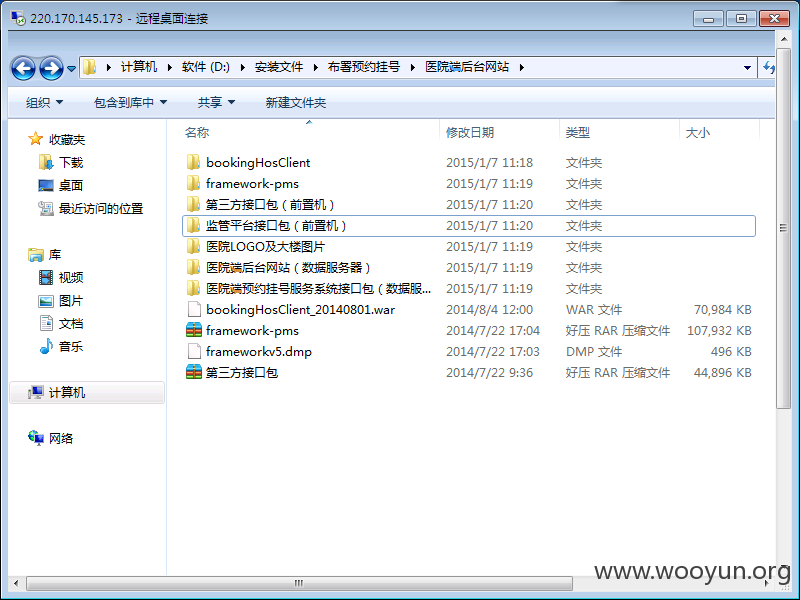 220.170.145.173 - 远程桌面连接
计算机 软件 (D:) 安装文件 布署预约挂号 医院端后台网站
组织 包含到库中 共享 新建文件夹
收藏夹
下载
桌面
最近访问的位置
库
视频
图片
文档
音乐
计算机
网络
名称 修改日期 类型 大小
bookingHosClient 2015/1/7 11:18 文件夹
framework-pms 2015/1/7 11:19 文件夹
第三方接口包（前置机） 2015/1/7 11:20 文件夹
监管平台接口包（前置机） 2015/1/7 11:20 文件夹
医院LOGO及大楼图片 2015/1/7 11:19 文件夹
医院端后台网站（数据服务器） 2015/1/7 11:19 文件夹
医院端预约挂号服务系统接口包（数据服... 2015/1/7 11:19 文件夹
bookingHosClient_20140801.war 2014/8/4 12:00 WAR 文件 70,984 KB
framework-pms 2014/7/22 17:04 好压 RAR 压缩文件 107,932 KB
frameworkv5.dmp 2014/7/22 17:03 DMP 文件 496 KB
第三方接口包 2014/7/22 9:36 好压 RAR 压缩文件 44,896 KB
www.wooyun.org